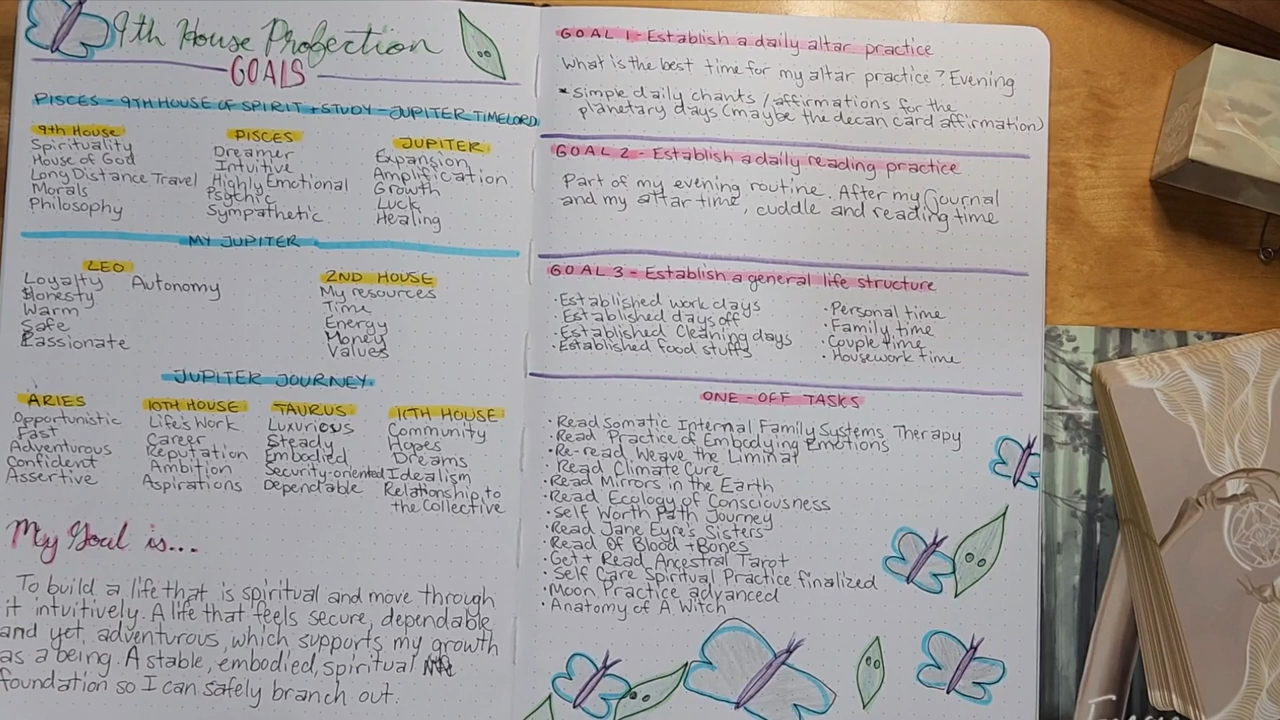 9th House Profection
GOALS
PISCES - 9TH HOUSE OF SPIRIT + STUDY - JUPITER TIMELORD
9th House
Spirituality
House of God
Long Distance Travel
Morals
Philosophy
PISCES
Dreamer
Intuitive
Highly Emotional
Psychic
Sympathetic
JUPITER
Expansion
Amplification
Growth
Luck
Healing
MY JUPITER
LEO
Loyalty
Autonomy
Honesty
Warm
Safe
Passionate
2ND HOUSE
My resources
Time
Energy
Money
Values
JUPITER JOURNEY
ARIES
Opportunistic
Fast
Adventurous
Confident
Assertive
10TH HOUSE
Life's Work
Career
Reputation
Ambition
Aspirations
TAURUS
Luxurious
Steady
Embodied
Security-oriented
Dependable
11TH HOUSE
Community
Hopes
Dreams
Idealism
Relationship to
the Collective
My Goal is...
To build a life that is spiritual and move through
it intuitively. A life that feels secure, dependable
and yet, adventurous, which supports my growth
as a being. A stable, embodied, spiritual
foundation so I can safely branch out.
GOAL 1 - Establish a daily altar practice
What is the best time for my altar practice? Evening
* simple daily chants / affirmations for the
planetary days (maybe the decan card affirmation)
GOAL 2 - Establish a daily reading practice
Part of my evening routine. After my journal
and my altar time, cuddle and reading time
GOAL 3 - Establish a general life structure
· Established work days
Established days off
· Established Cleaning days
· Established food stuffs
· Personal time
· Family time
· Couple time
· Housework time
ONE-OFF TASKS
· Read Somatic Internal Family Systems Therapy
· Read Practice of Embodying Emotions
· Re-read Weave the Liminal
· Read Climate Cure
· Read Mirrors in the Earth
· Read Ecology of Consciousness
· Self Worth Path Journey
· Read Jane Eyre's Sisters
· Read Of Blood + Bones
· Get + Read Ancestral Tarot
· Self Care Spiritual Practice finalized
· Moon Practice advanced
· Anatomy of A Witch